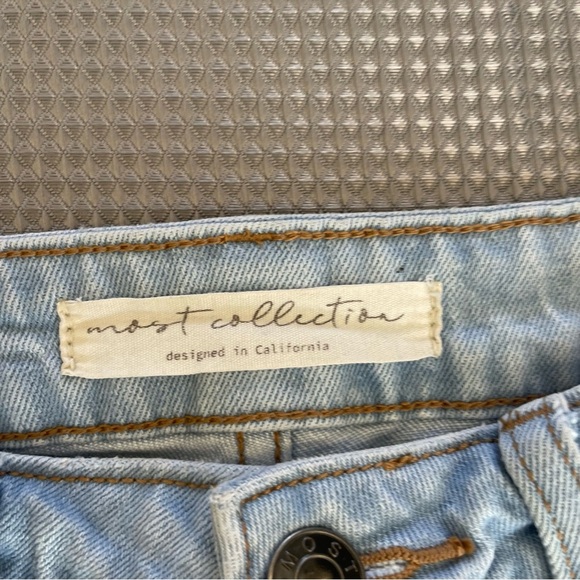 most collection
designed in California
MOST